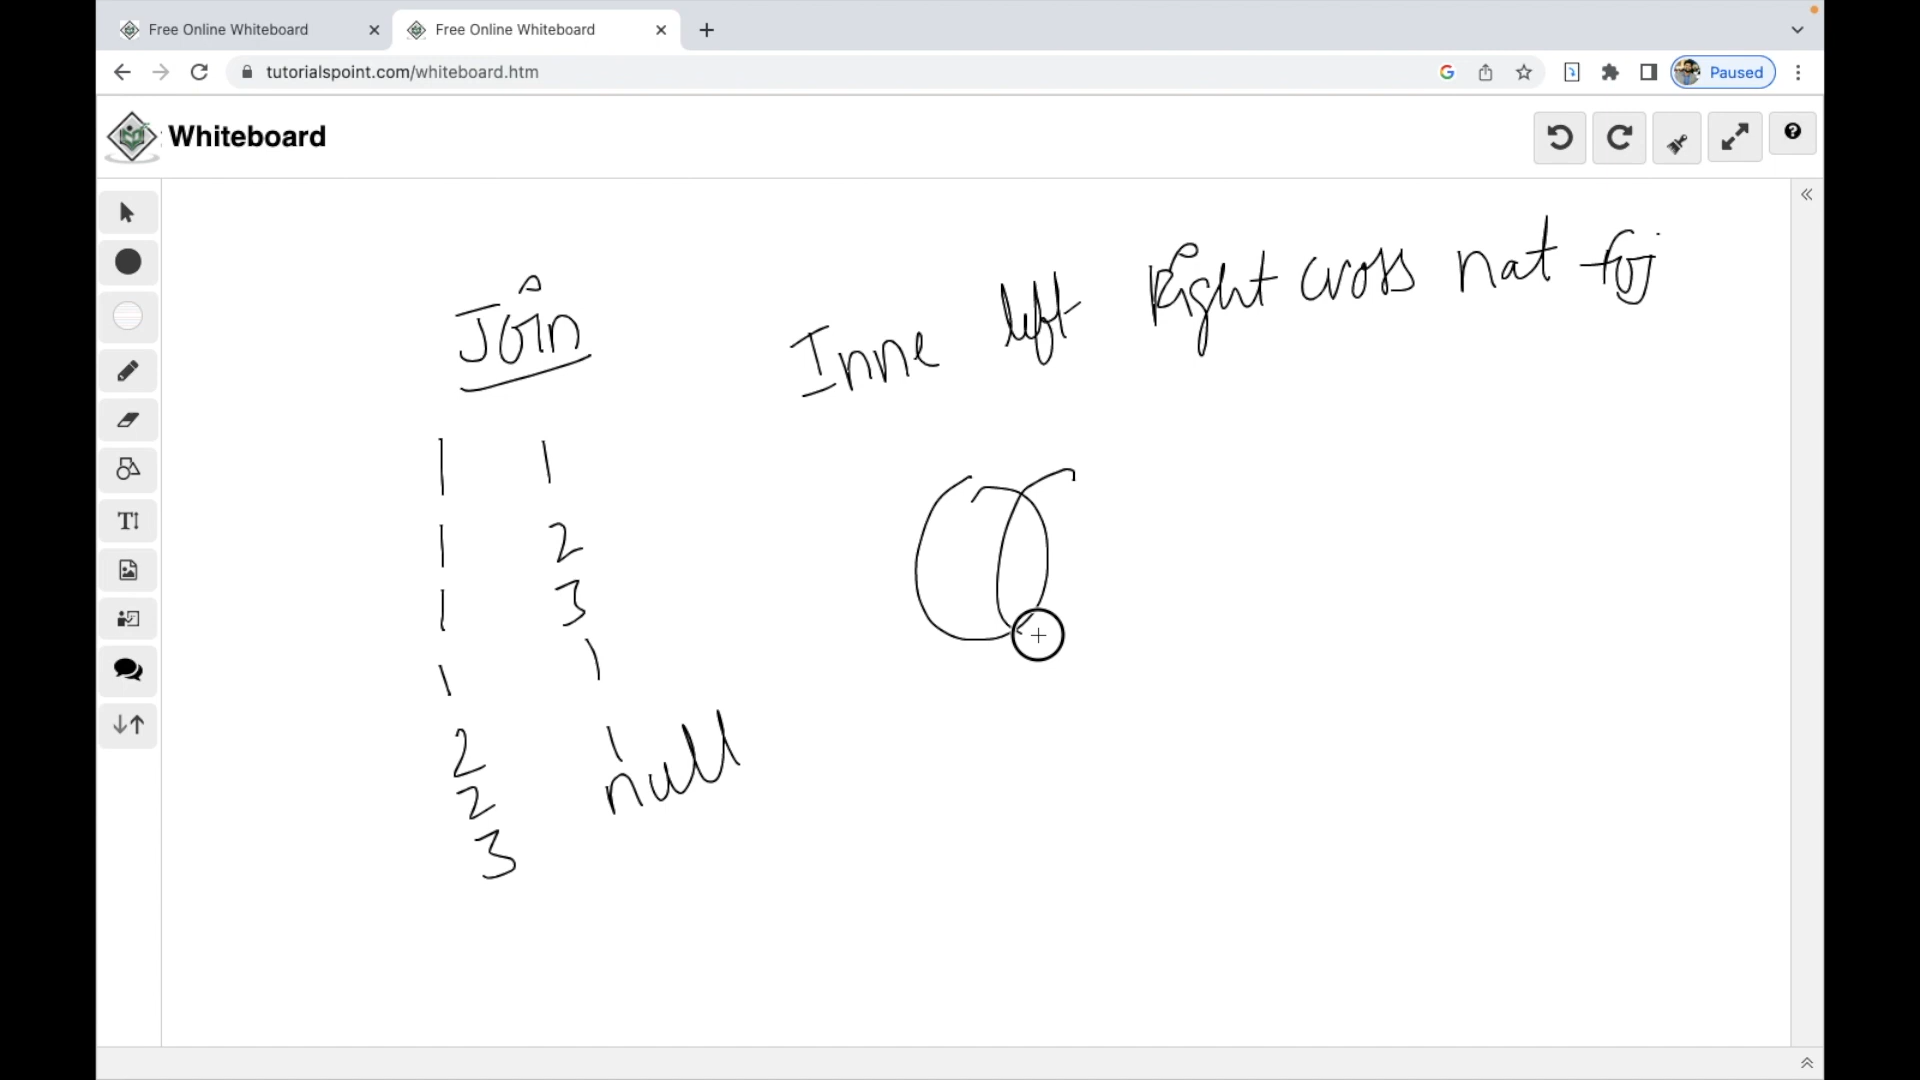 Free Online Whiteboard
Free Online Whiteboard
tutorialspoint.com/whiteboard.htm
Paused
Whiteboard
Join
Inne left Right cross nat foj
1 1
1 2
1 3
1 1
2 1
2 null
3